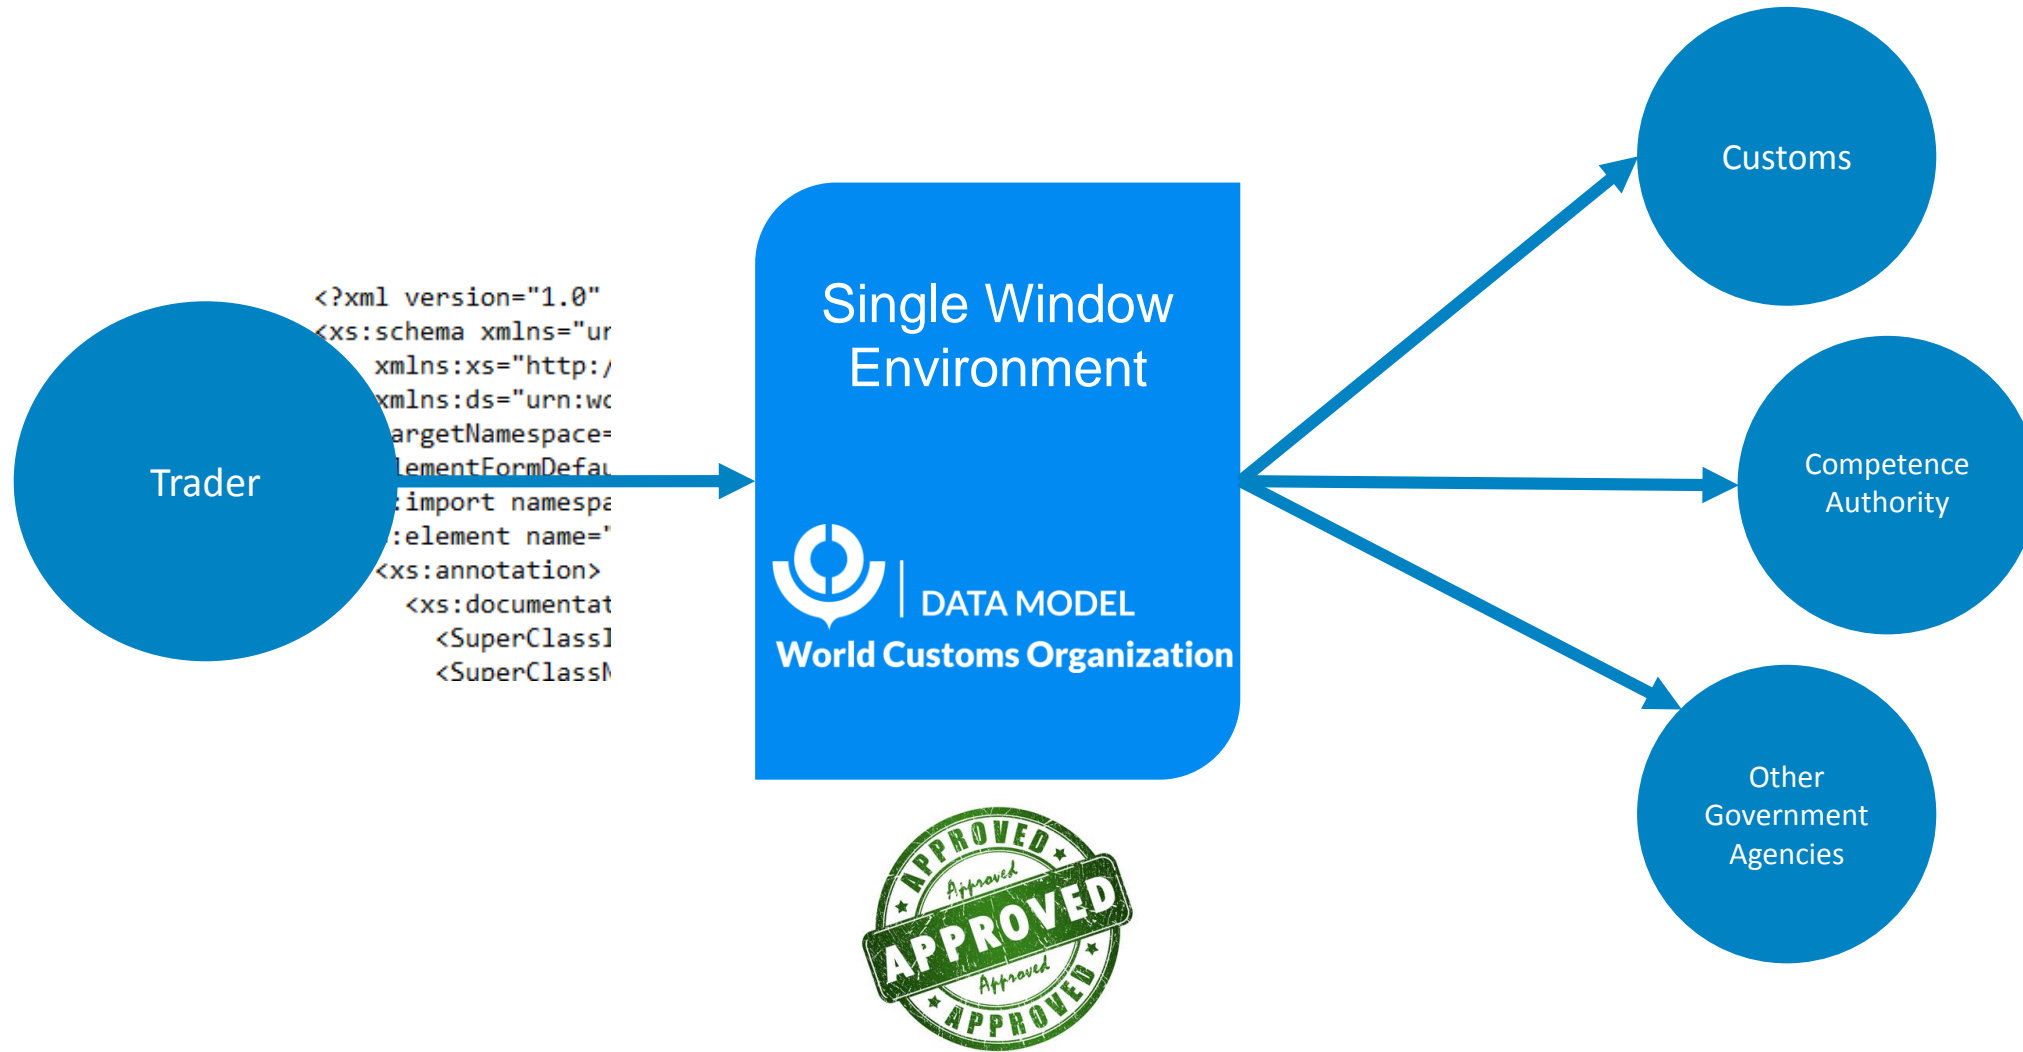 <?xml version="1.0"
<xs:schema xmlns="ur
xmlns:xs="http:/
xmlns:ds="urn:wc
argetNamespace=
lementFormDefau
:import namespa
:element name="
<xs:annotation>
<xs:documentat
<SuperClassI
<SuperClassN
Trader
Single Window
Environment
DATA MODEL
World Customs Organization
Customs
Competence
Authority
Other
Government
Agencies
APPROVED
Approved
APPROVED
Approved
APPROVED